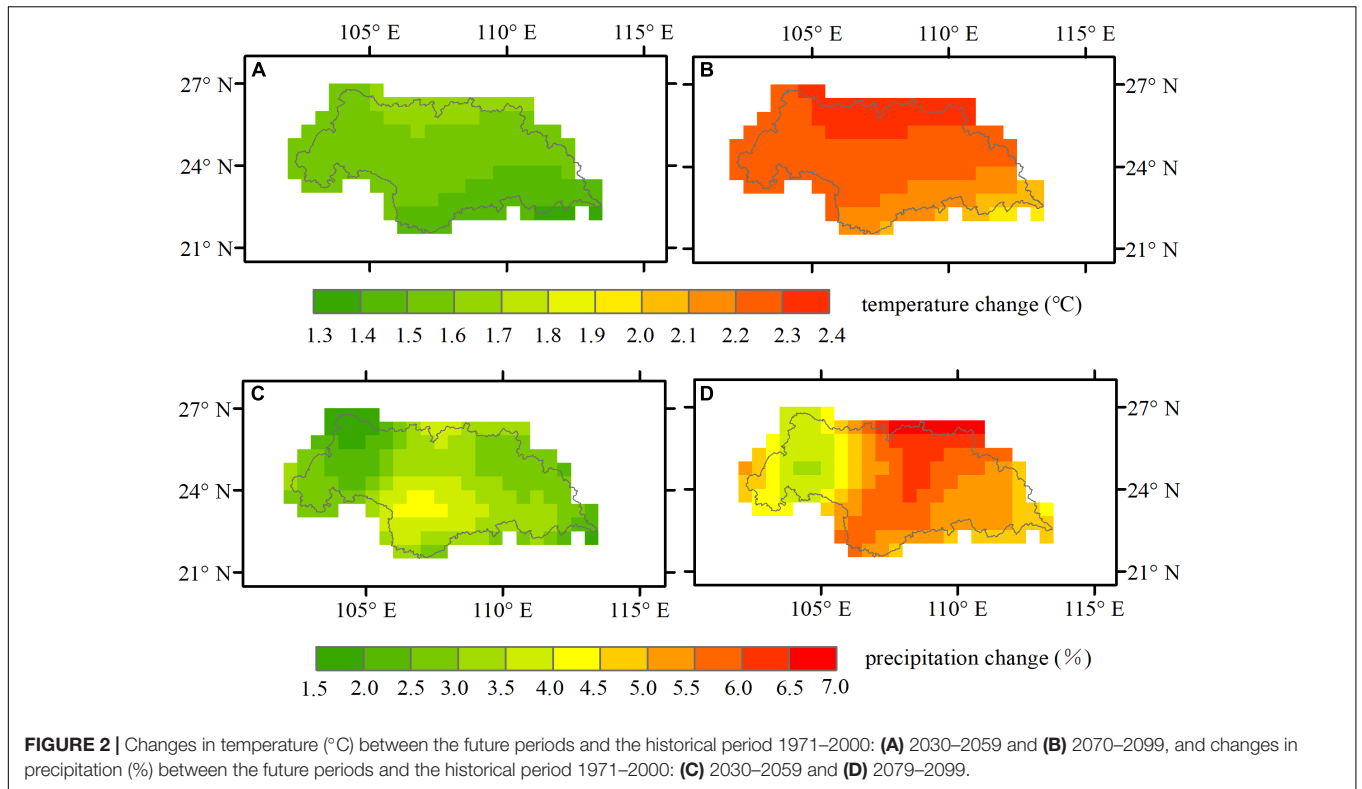 105° E 110° E 115° E 105° E 110° E 115° E
A B
27° N 27° N
24° N 24° N
21° N 21° N
temperature change (℃)
1.3 1.4 1.5 1.6 1.7 1.8 1.9 2.0 2.1 2.2 2.3 2.4
C D
27° N 27° N
24° N 24° N
21° N 21° N
105° E 110° E 115° E 105° E 110° E 115° E
precipitation change (%)
1.5 2.0 2.5 3.0 3.5 4.0 4.5 5.0 5.5 6.0 6.5 7.0
FIGURE 2 | Changes in temperature (°C) between the future periods and the historical period 1971–2000: (A) 2030–2059 and (B) 2070–2099, and changes in
precipitation (%) between the future periods and the historical period 1971–2000: (C) 2030–2059 and (D) 2079–2099.